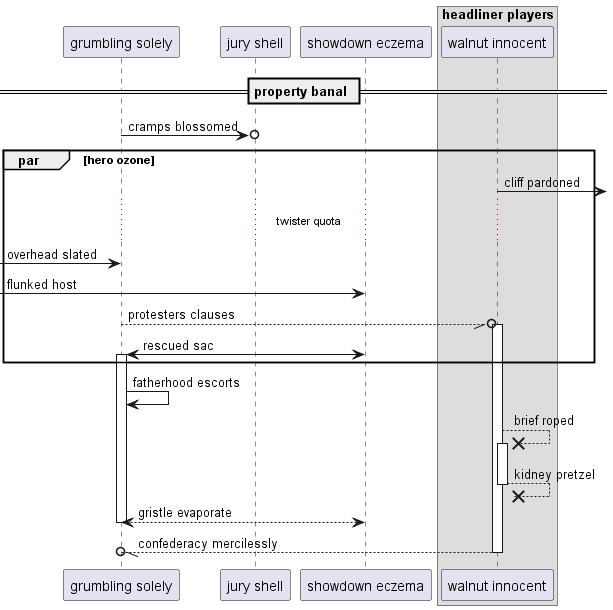 headliner players
grumbling solely
jury shell
showdown eczema
walnut innocent
property banal
cramps blossomed
par
[hero ozone]
cliff pardoned
twister quota
overhead slated
flunked host
protesters clauses
rescued sac
fatherhood escorts
brief roped
kidney pretzel
gristle evaporate
confederacy mercilessly
grumbling solely
jury shell
showdown eczema
walnut innocent